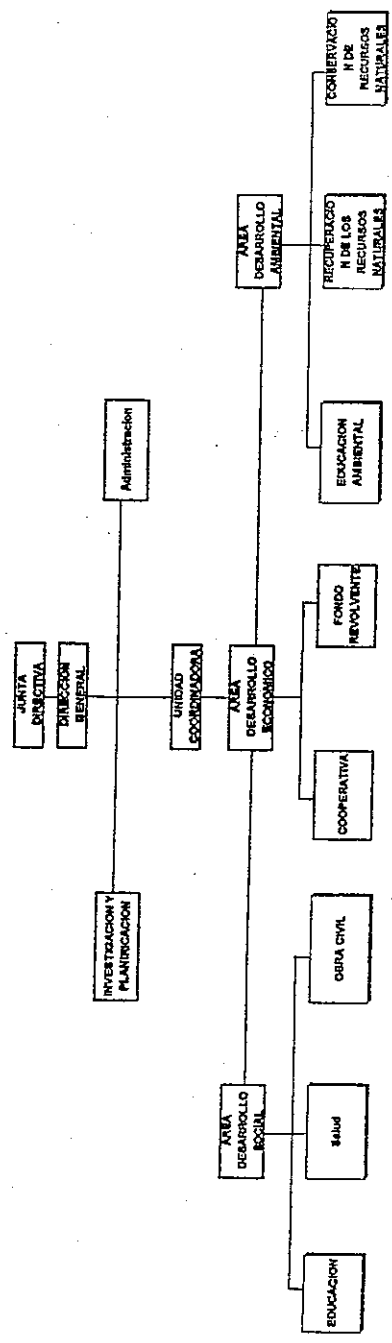 JUNTA
DIRECTIVA
DIRECCION
GENERAL
INVESTIGACION Y
PLANIFICACION
Administracion
UNIDAD
COORDINADORA
AREA
DESARROLLO
SOCIAL
AREA
DESARROLLO
ECONOMICO
AREA
DESARROLLO
AMBIENTAL
EDUCACION
Salud
OBRA CIVIL
COOPERATIVA
FONDO
REVOLVENTE
EDUCACION
AMBIENTAL
RECUPERACIO
N DE LOS
RECURSOS
NATURALES
CONSERVACIO
N DE
RECURSOS
NATURALES